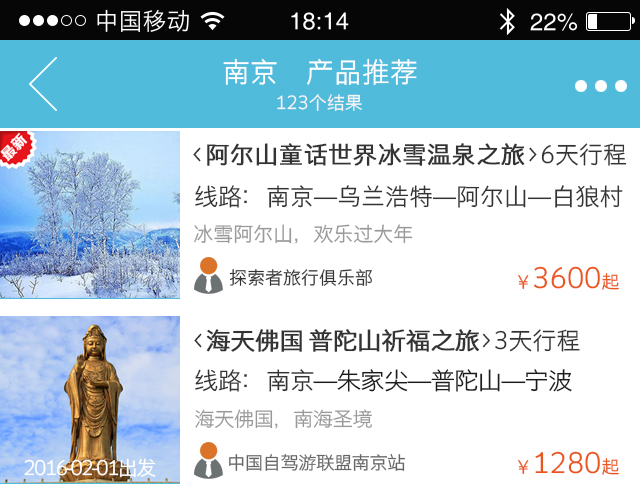 中国移动 18:14 22%
南京 产品推荐
123个结果
最新
<阿尔山童话世界冰雪温泉之旅>6天行程
线路：南京—乌兰浩特—阿尔山—白狼村
冰雪阿尔山，欢乐过大年
探索者旅行俱乐部 ￥3600起
<海天佛国 普陀山祈福之旅>3天行程
线路：南京—朱家尖—普陀山—宁波
海天佛国，南海圣境
2016-02-01出发
中国自驾游联盟南京站 ￥1280起